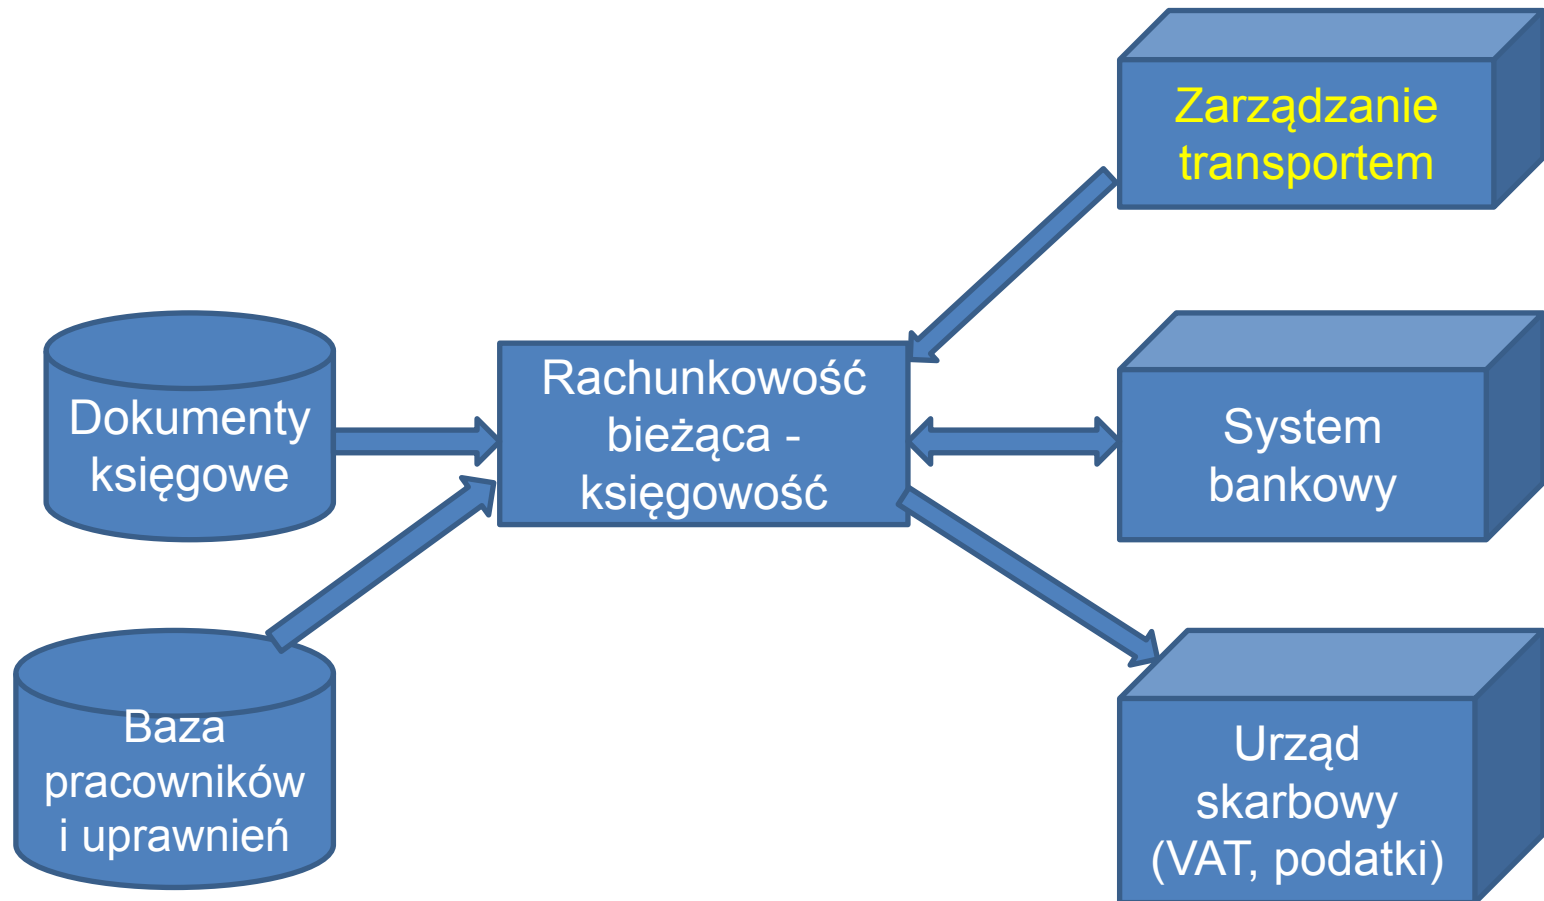 Zarządzanie
transportem
Dokumenty
księgowe
Rachunkowość
bieżąca -
księgowość
System
bankowy
Baza
pracowników
i uprawnień
Urząd
skarbowy
(VAT, podatki)